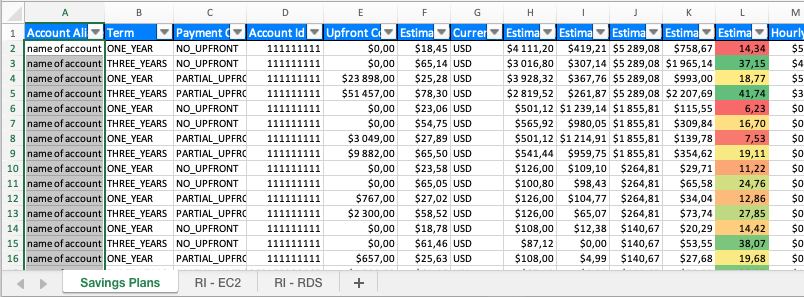 A B C D E F G H I J K L M
1 Account Ali Term Payment O Account Id Upfront Co Estima Curren Estima Estima Estima Estima Estima Hourly
2 name of account ONE_YEAR NO_UPFRONT 111111111 $0,00 $18,45 USD $4 111,20 $419,21 $5 289,08 $758,67 14,34 $5
3 name of account THREE_YEARS NO_UPFRONT 111111111 $0,00 $65,14 USD $3 016,80 $307,14 $5 289,08 $1 965,14 37,15 $4
4 name of account ONE_YEAR PARTIAL_UPFRO 111111111 $23 898,00 $25,28 USD $3 928,32 $367,76 $5 289,08 $993,00 18,77 $5
5 name of account THREE_YEARS PARTIAL_UPFRO 111111111 $51 457,00 $78,30 USD $2 819,52 $261,87 $5 289,08 $2 207,69 41,74 $3
6 name of account ONE_YEAR NO_UPFRONT 111111111 $0,00 $23,06 USD $501,12 $1 239,14 $1 855,81 $115,55 6,23 $0
7 name of account THREE_YEARS NO_UPFRONT 111111111 $0,00 $54,75 USD $565,92 $980,05 $1 855,81 $309,84 16,70 $0
8 name of account ONE_YEAR PARTIAL_UPFRO 111111111 $3 049,00 $27,89 USD $501,12 $1 214,91 $1 855,81 $139,78 7,53 $0
9 name of account THREE_YEARS PARTIAL_UPFRO 111111111 $9 882,00 $65,50 USD $541,44 $959,75 $1 855,81 $354,62 19,11 $0
10 name of account ONE_YEAR NO_UPFRONT 111111111 $0,00 $23,58 USD $126,00 $109,10 $264,81 $29,71 11,22 $0
11 name of account THREE_YEARS NO_UPFRONT 111111111 $0,00 $65,05 USD $100,80 $98,43 $264,81 $65,58 24,76 $0
12 name of account ONE_YEAR PARTIAL_UPFRO 111111111 $767,00 $27,02 USD $126,00 $104,77 $264,81 $34,04 12,86 $0
13 name of account THREE_YEARS PARTIAL_UPFRO 111111111 $2 300,00 $58,52 USD $126,00 $65,07 $264,81 $73,74 27,85 $0
14 name of account ONE_YEAR NO_UPFRONT 111111111 $0,00 $18,78 USD $108,00 $12,38 $140,67 $20,29 14,42 $0
15 name of account THREE_YEARS NO_UPFRONT 111111111 $0,00 $61,46 USD $87,12 $0,00 $140,67 $53,55 38,07 $0
16 name of account ONE_YEAR PARTIAL_UPFRO 111111111 $657,00 $25,63 USD $108,00 $4,99 $140,67 $27,68 19,68 $0
Savings Plans RI - EC2 RI - RDS +